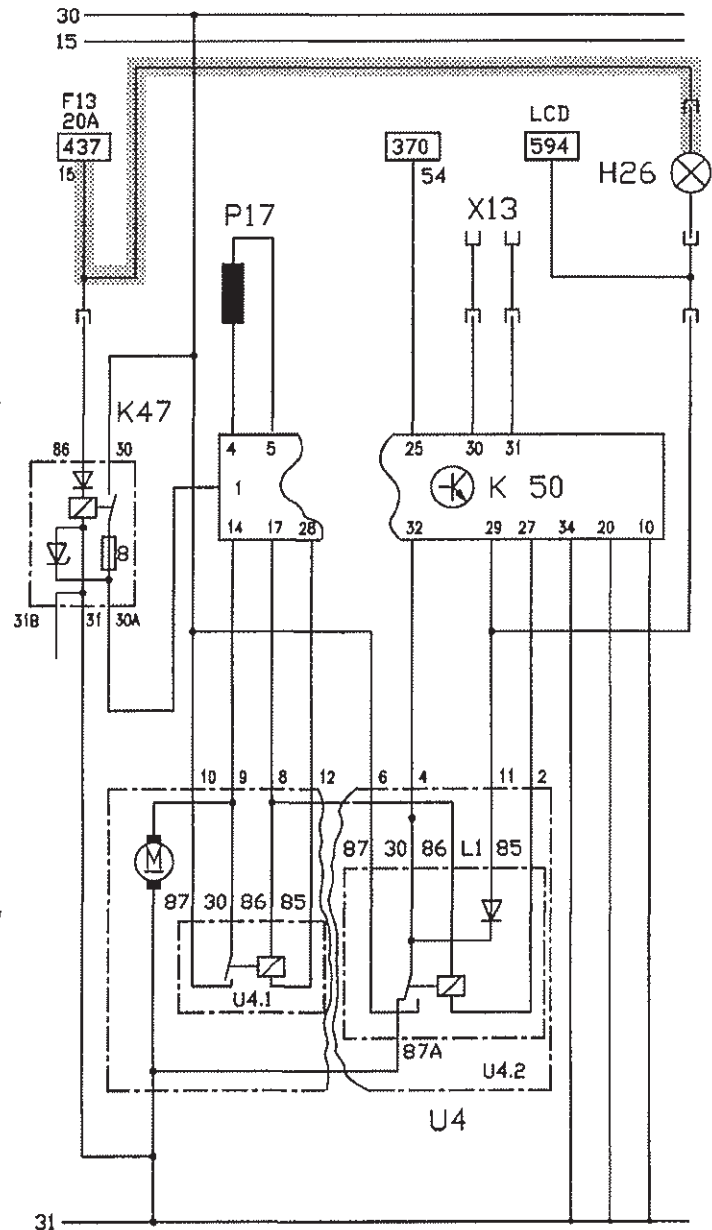 30
15
F13
20A
437
15
P17
370
54
LCD
594
H26
X13
K47
86 30
8
31B 31 30A
4 5
1
14 17 28
25 30 31
K 50
32 29 27 34 20 10
10 9 8 12 6 4 11 2
M
87 30 86 85
U4.1
87 30 86 L1 85
87A
U4.2
U4
31